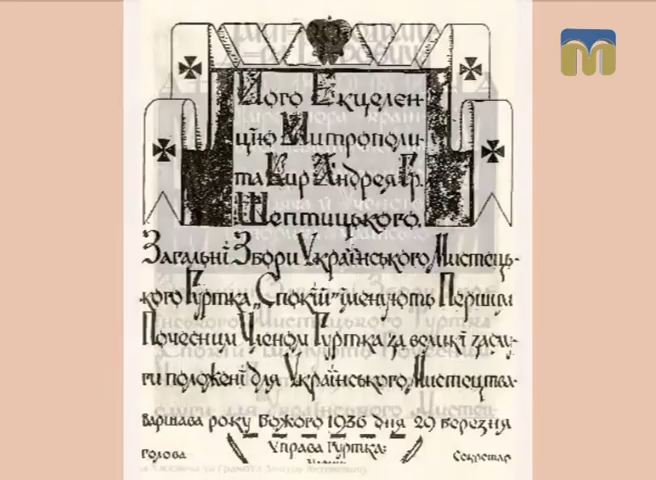 Його Екцелен-
цію Митрополи-
та Кир Андрея Гр.
Шептицького.
Загальні Збори Українського Мистець-
кого Гуртка „Спокій" іменують Першим
Почесним Членом Гуртка за великі заслу-
ги положені для Українського Мистецтва.
Варшава року Божого 1936 дня 29 березня
Управа Гуртка:
Голова Секретар